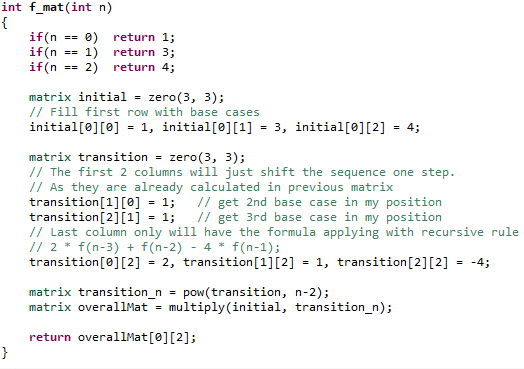 int f_mat(int n)
{
    if(n == 0)  return 1;
    if(n == 1)  return 3;
    if(n == 2)  return 4;

    matrix initial = zero(3, 3);
    // Fill first row with base cases
    initial[0][0] = 1, initial[0][1] = 3, initial[0][2] = 4;

    matrix transition = zero(3, 3);
    // The first 2 columns will just shift the sequence one step.
    // As they are already calculated in previous matrix
    transition[1][0] = 1;   // get 2nd base case in my position
    transition[2][1] = 1;   // get 3rd base case in my position
    // Last column only will have the formula applying with recursive rule
    // 2 * f(n-3) + f(n-2) - 4 * f(n-1);
    transition[0][2] = 2, transition[1][2] = 1, transition[2][2] = -4;

    matrix transition_n = pow(transition, n-2);
    matrix overallMat = multiply(initial, transition_n);

    return overallMat[0][2];
}